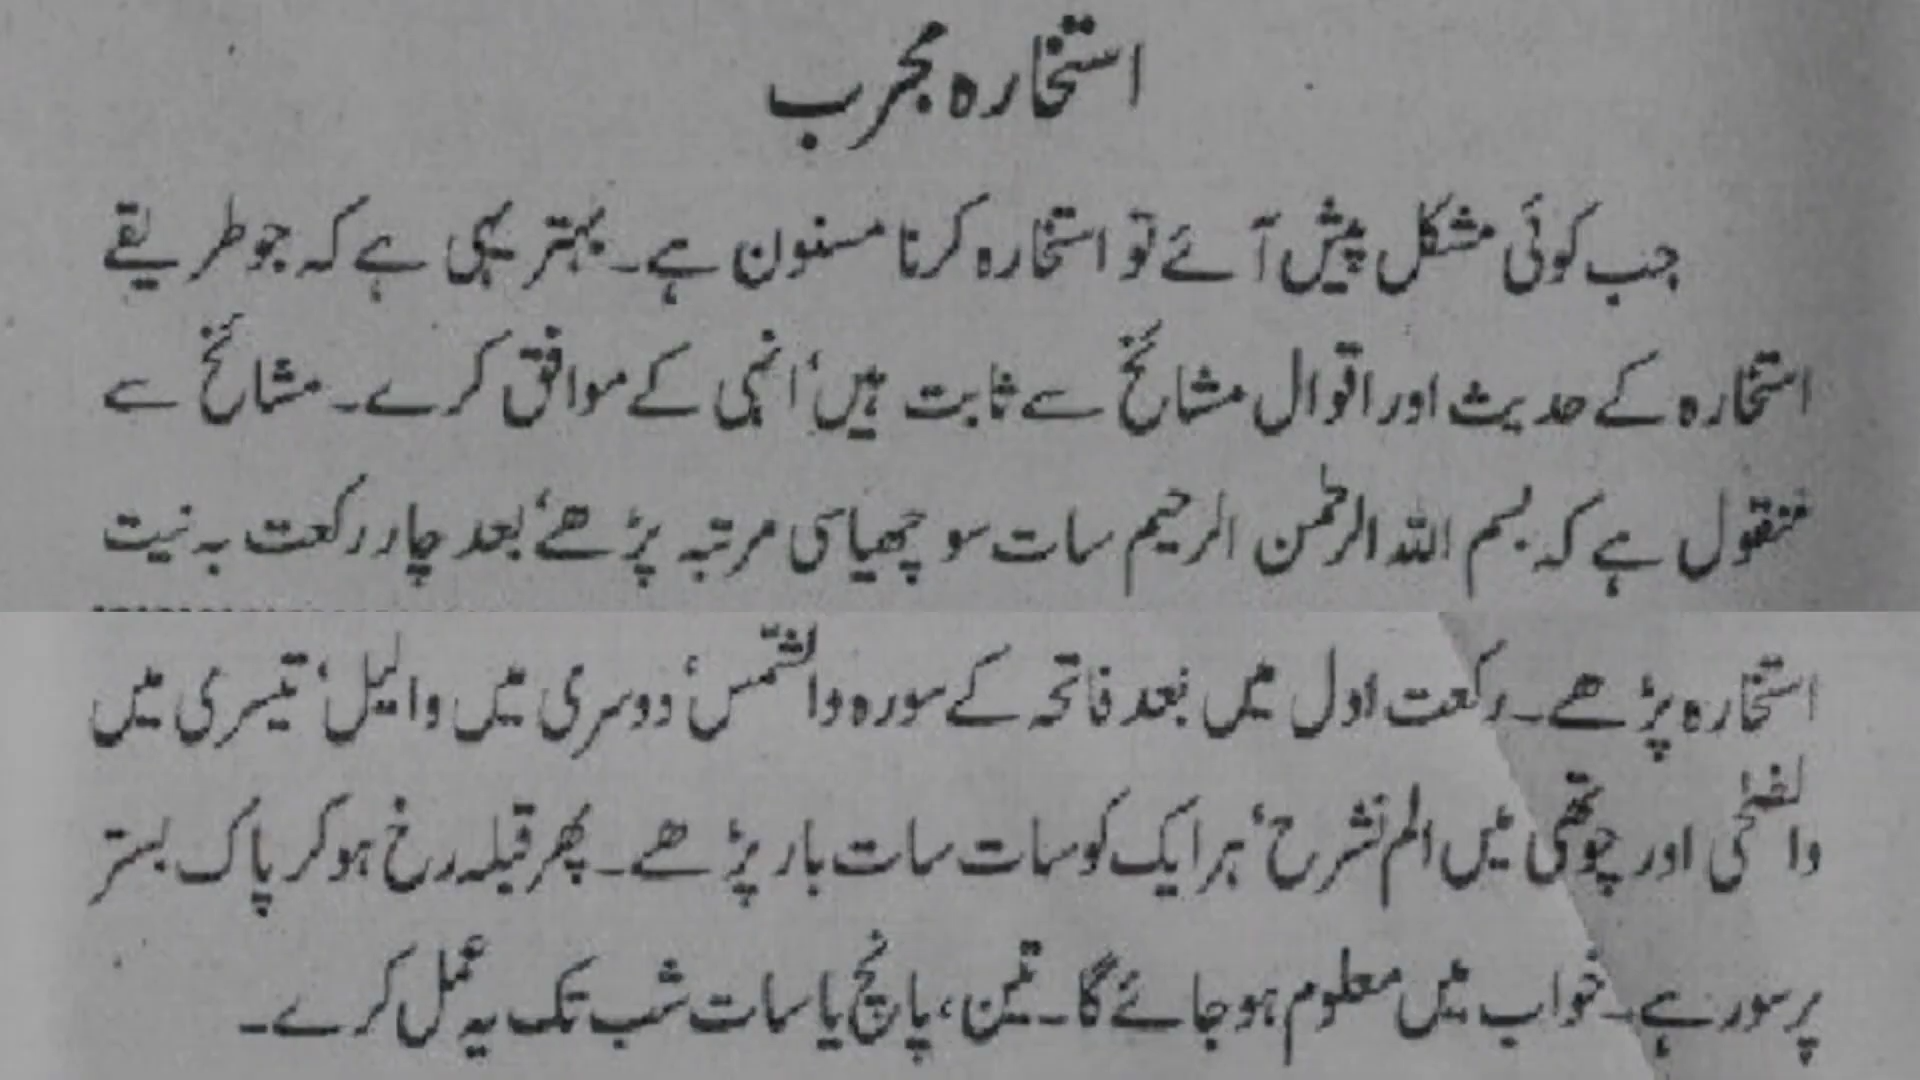 استخارہ مجرب
جب کوئی مشکل پیش آئے تو استخارہ کرنا مسنون ہے۔ بہتر یہی ہے کہ جو طریقے
استخارہ کے حدیث اور اقوال مشائخ سے ثابت ہیں‘ انہی کے موافق کرے۔ مشائخ سے
منقول ہے کہ بسم اللہ الرحمٰن الرحیم سات سو چھیاسی مرتبہ پڑھے‘ بعد چار رکعت بہ نیت
استخارہ پڑھے۔ رکعت اول میں بعد فاتحہ کے سورہ والشّمس‘ دوسری میں والیل‘ تیسری میں
والضّحٰی اور چوتھی میں الم نشرح‘ ہر ایک کو سات سات بار پڑھے۔ پھر قبلہ رخ ہو کر پاک بستر
پر سو رہے۔ خواب میں معلوم ہو جائے گا۔ تین، پانچ یا سات شب تک یہ عمل کرے۔